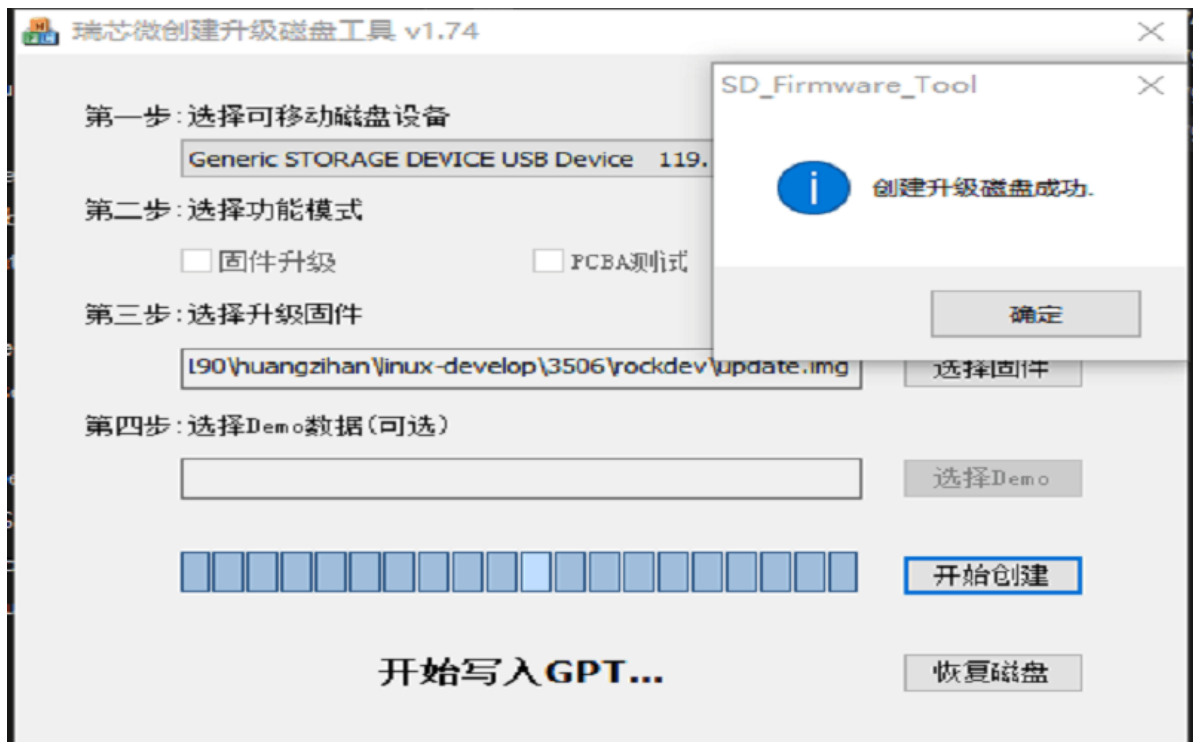 瑞芯微创建升级磁盘工具 v1.74
SD_Firmware_Tool
创建升级磁盘成功.
确定
第一步:选择可移动磁盘设备
Generic STORAGE DEVICE USB Device 119.
第二步:选择功能模式
固件升级
PCBA测试
第三步:选择升级固件
190\huangzihan\linux-develop\3506\rockdev\update.img
选择固件
第四步:选择Demo数据(可选)
选择Demo
开始创建
开始写入GPT...
恢复磁盘